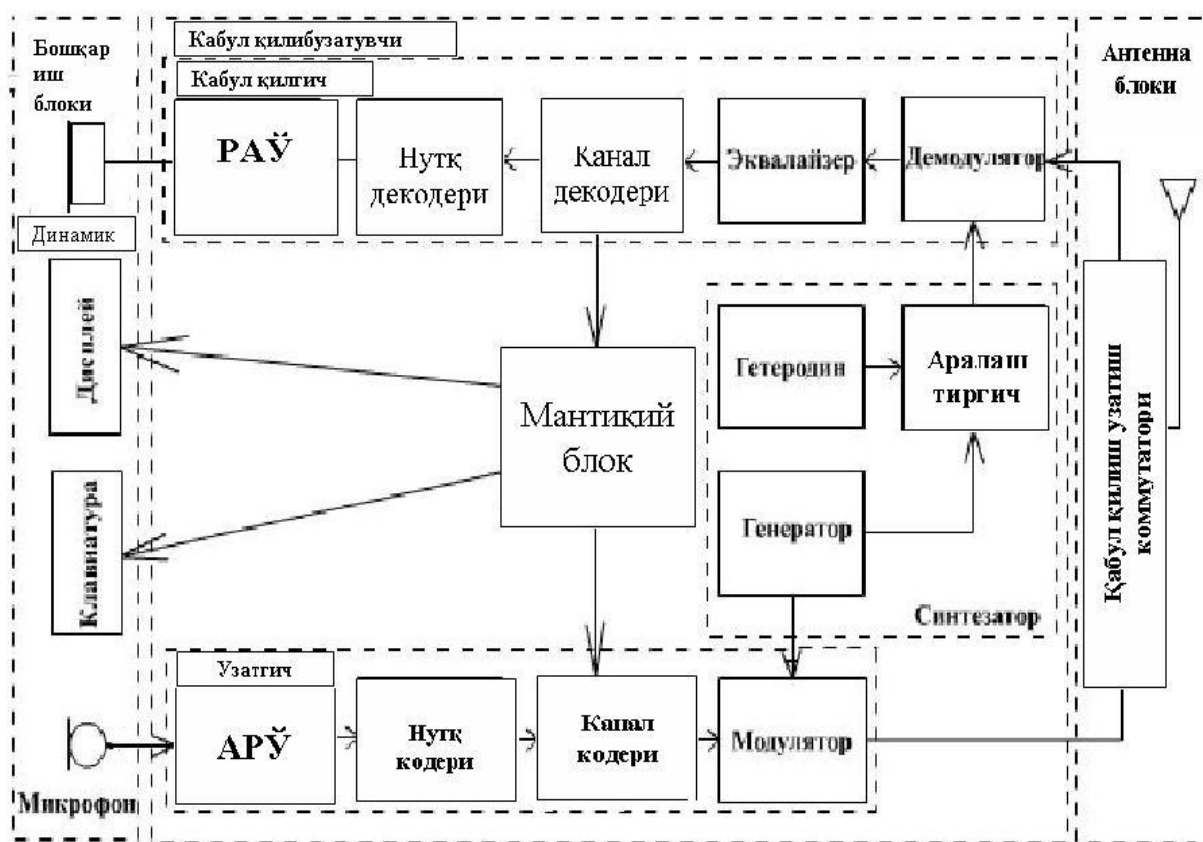 Бошқар
иш
блоки
Кабул қилибузатувчи
Кабул қилгич
Антенна
блоки
РАЎ
Нутқ
декодери
Канал
декодери
Эквалайзер
Демодулятор
Динамик
Дисплей
Гетеродин
Аралаш
тиргич
Мантиқий
блок
Қабул қилиш узатиш
коммутатори
Клавиатура
Генератор
Синтезатор
Узатгич
АРЎ
Нутқ
кодери
Канал
кодери
Модулятор
Микрофон